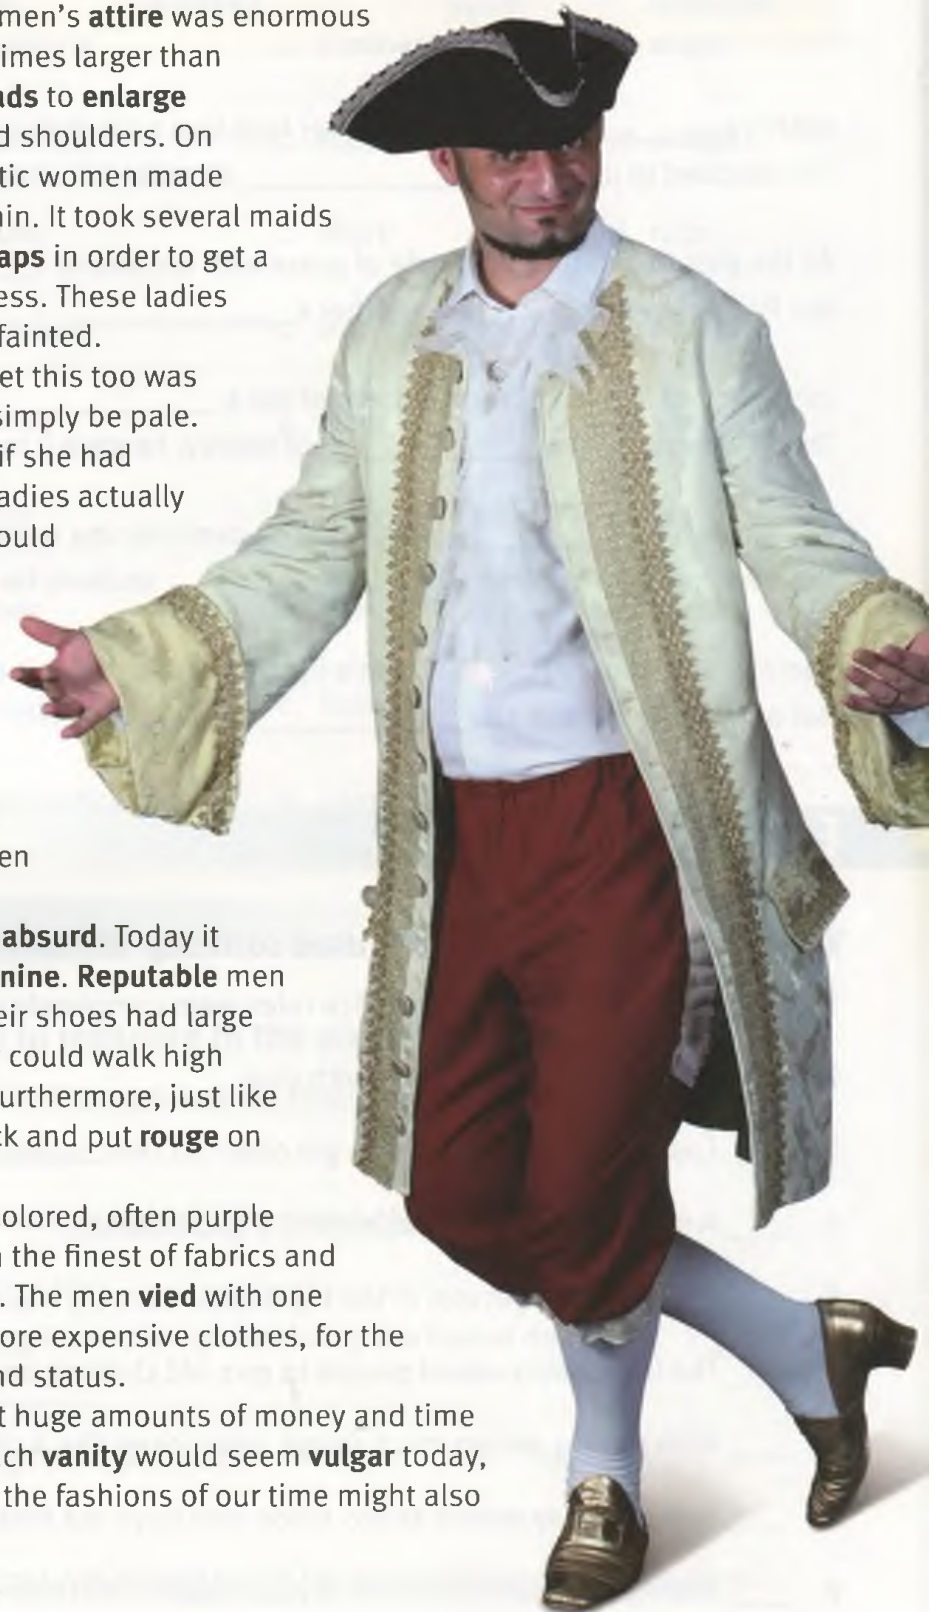 men's attire was enormous
imes larger than
ds to enlarge
d shoulders. On
tic women made
in. It took several maids
aps in order to get a
ess. These ladies
fainted.
et this too was
simply be pale.
if she had
adies actually
ould
en
absurd. Today it
nine. Reputable men
eir shoes had large
could walk high
urthermore, just like
ck and put rouge on
olored, often purple
the finest of fabrics and
. The men vied with one
ore expensive clothes, for the
nd status.
t huge amounts of money and time
ch vanity would seem vulgar today,
the fashions of our time might also